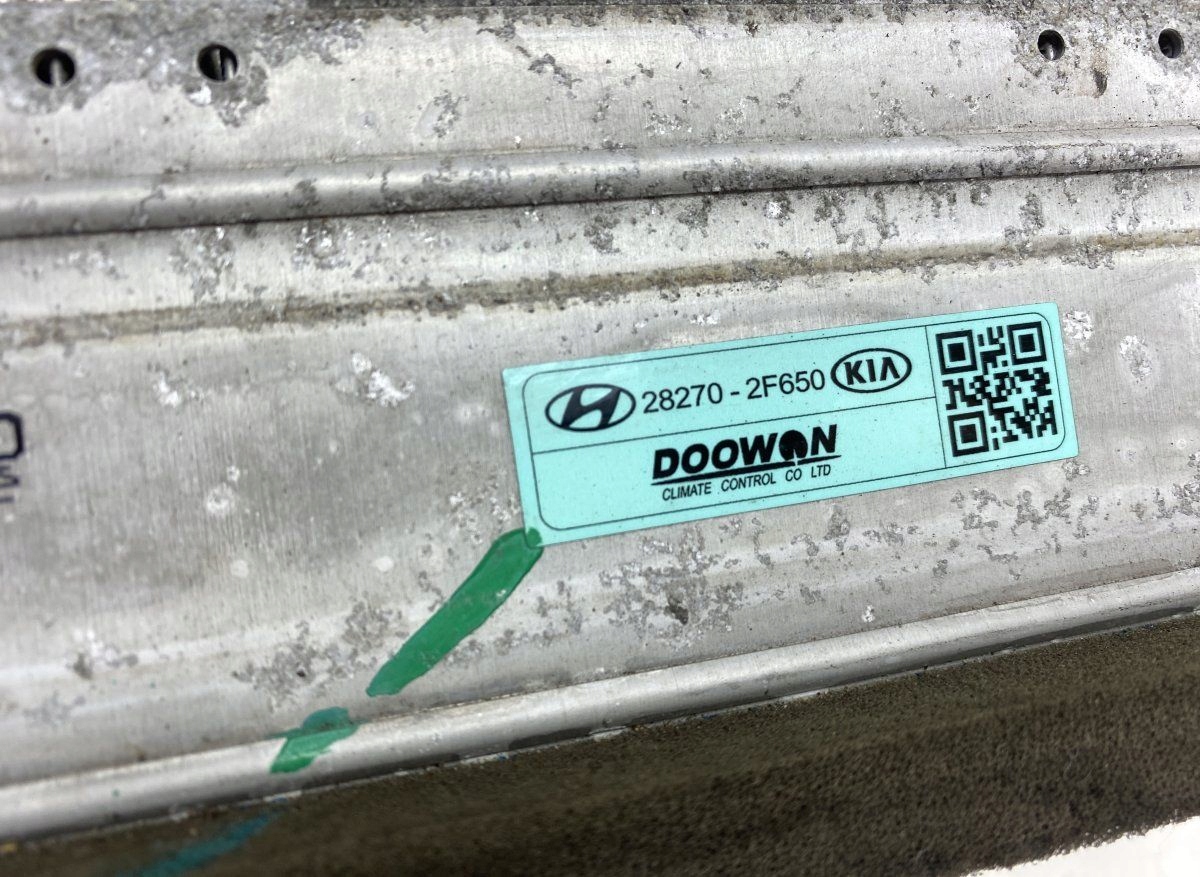 28270 - 2F650 KIA
DOOWON
CLIMATE CONTROL CO LTD